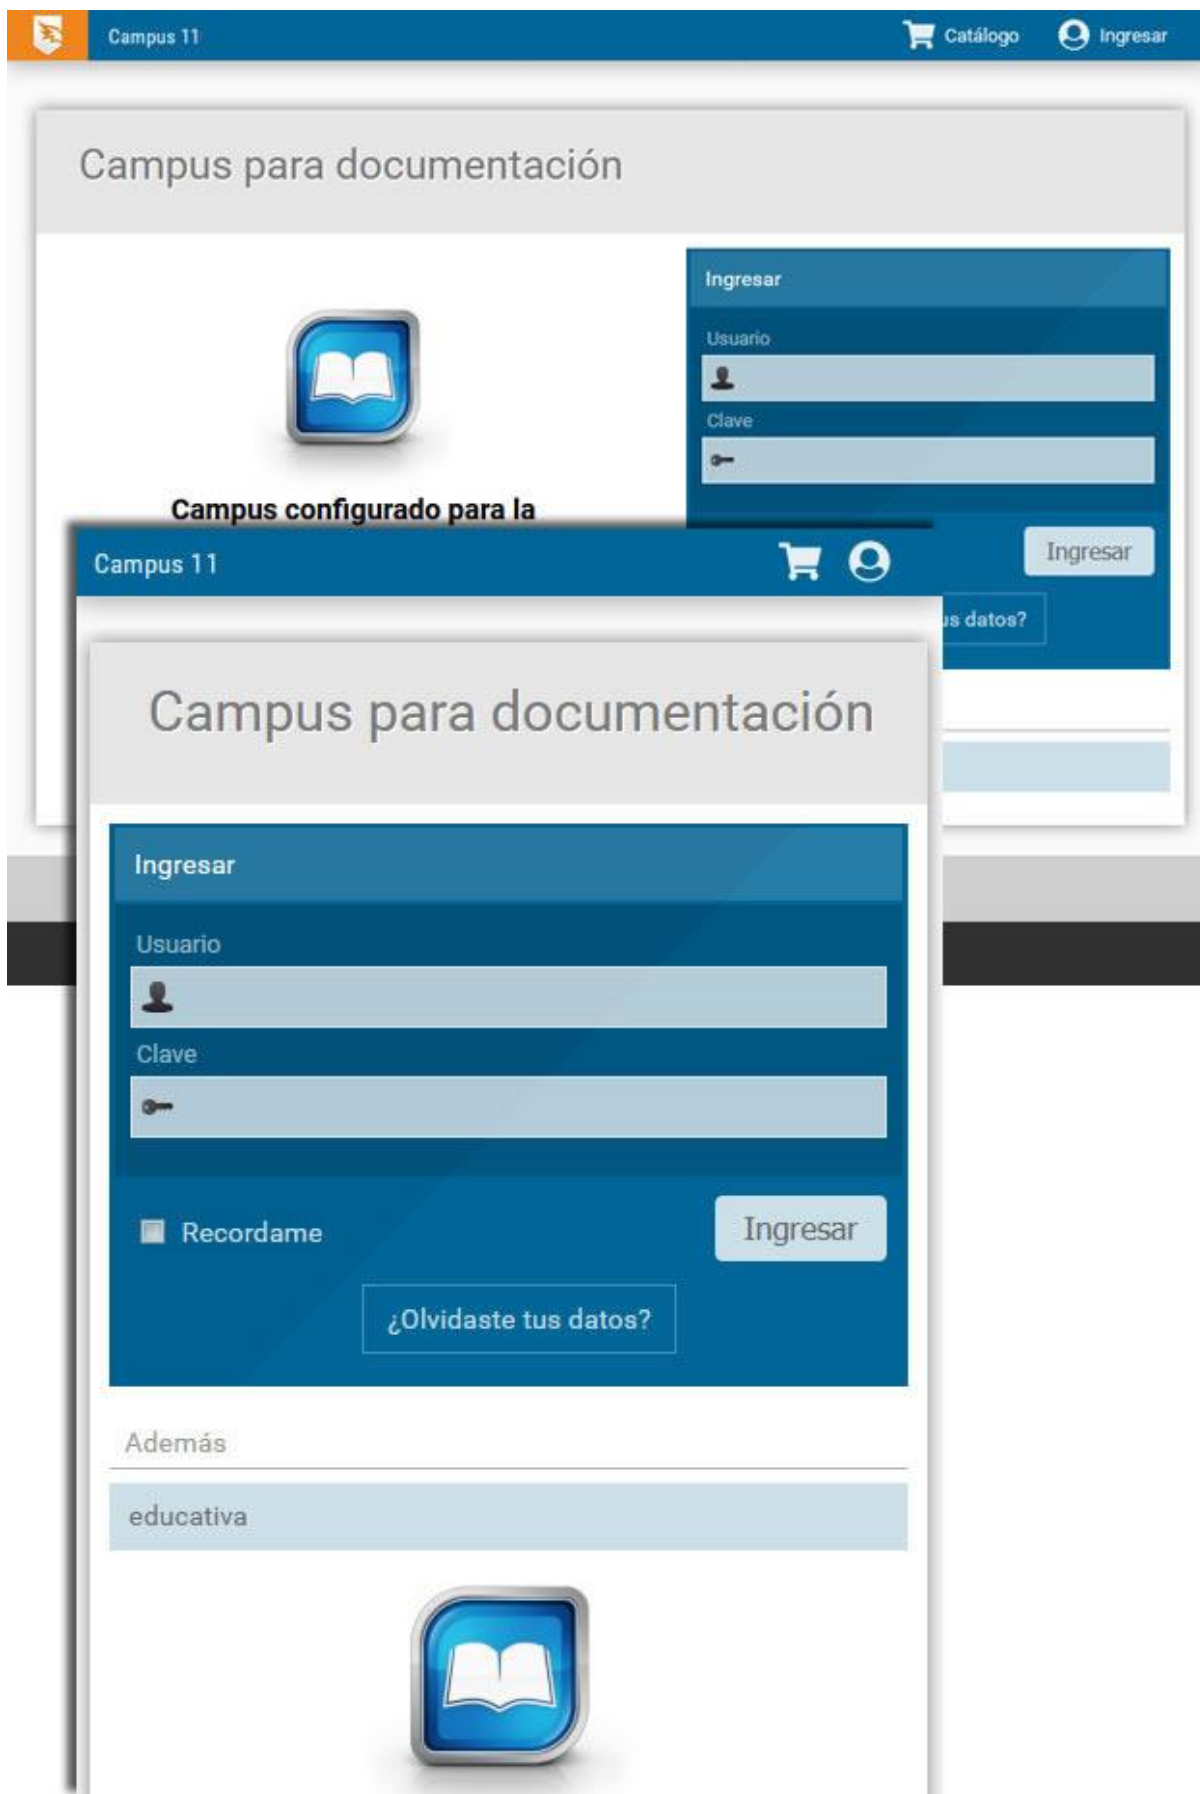 Campus 11
Catálogo
Ingresar
Campus para documentación
Ingresar
Usuario
Clave
Campus configurado para la
Ingresar
tus datos?
Campus 11
Campus para documentación
Ingresar
Usuario
Clave
Recordame
Ingresar
¿Olvidaste tus datos?
Además
educativa